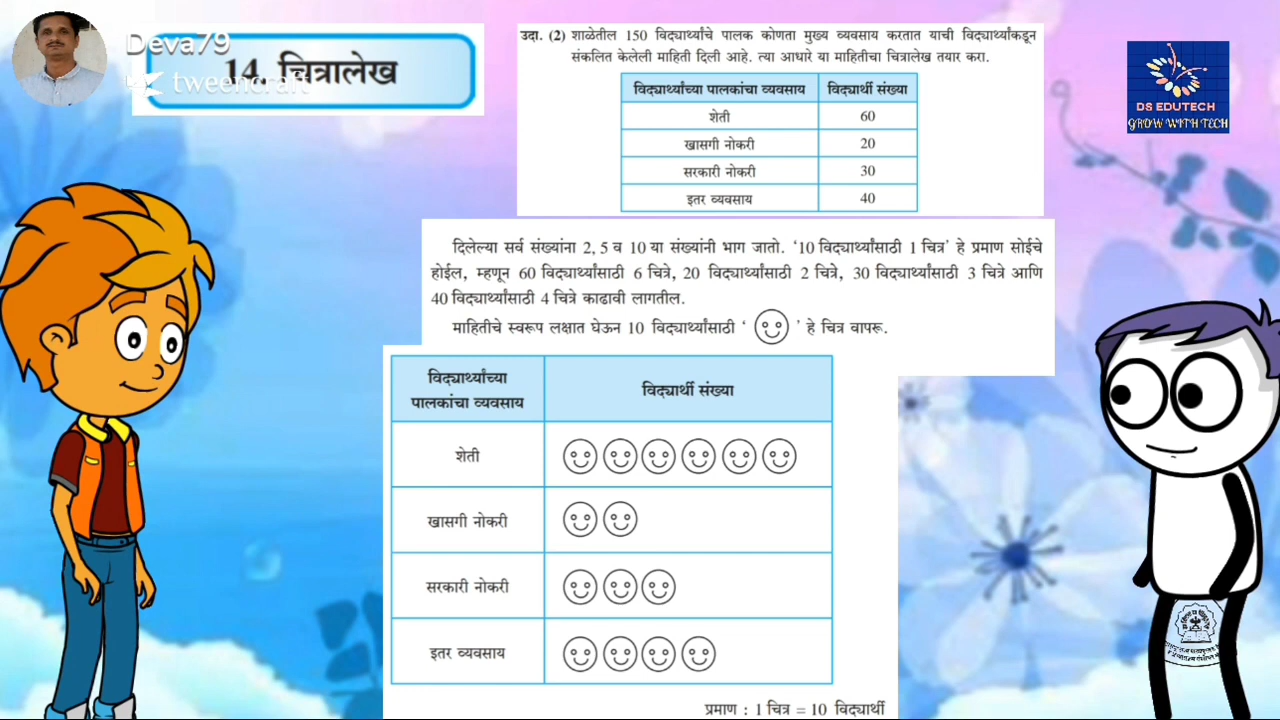 Deva79
tweencraft
14. चित्रालेख
DS EDUTECH
GROW WITH TECH
उदा. (2) शाळेतील 150 विद्यार्थ्यांचे पालक कोणता मुख्य व्यवसाय करतात याची विद्यार्थ्यांकडून
संकलित केलेली माहिती दिली आहे. त्या आधारे या माहितीचा चित्रालेख तयार करा.
विद्यार्थ्यांच्या पालकांचा व्यवसाय विद्यार्थी संख्या
शेती 60
खासगी नोकरी 20
सरकारी नोकरी 30
इतर व्यवसाय 40
दिलेल्या सर्व संख्यांना 2, 5 व 10 या संख्यांनी भाग जातो. ‘10 विद्यार्थ्यांसाठी 1 चित्र’ हे प्रमाण सोईचे
होईल, म्हणून 60 विद्यार्थ्यांसाठी 6 चित्रे, 20 विद्यार्थ्यांसाठी 2 चित्रे, 30 विद्यार्थ्यांसाठी 3 चित्रे आणि
40 विद्यार्थ्यांसाठी 4 चित्रे काढावी लागतील.
माहितीचे स्वरूप लक्षात घेऊन 10 विद्यार्थ्यांसाठी ‘ ’ हे चित्र वापरू.
विद्यार्थ्यांच्या
पालकांचा व्यवसाय
विद्यार्थी संख्या
शेती
खासगी नोकरी
सरकारी नोकरी
इतर व्यवसाय
प्रमाण : 1 चित्र = 10 विद्यार्थी